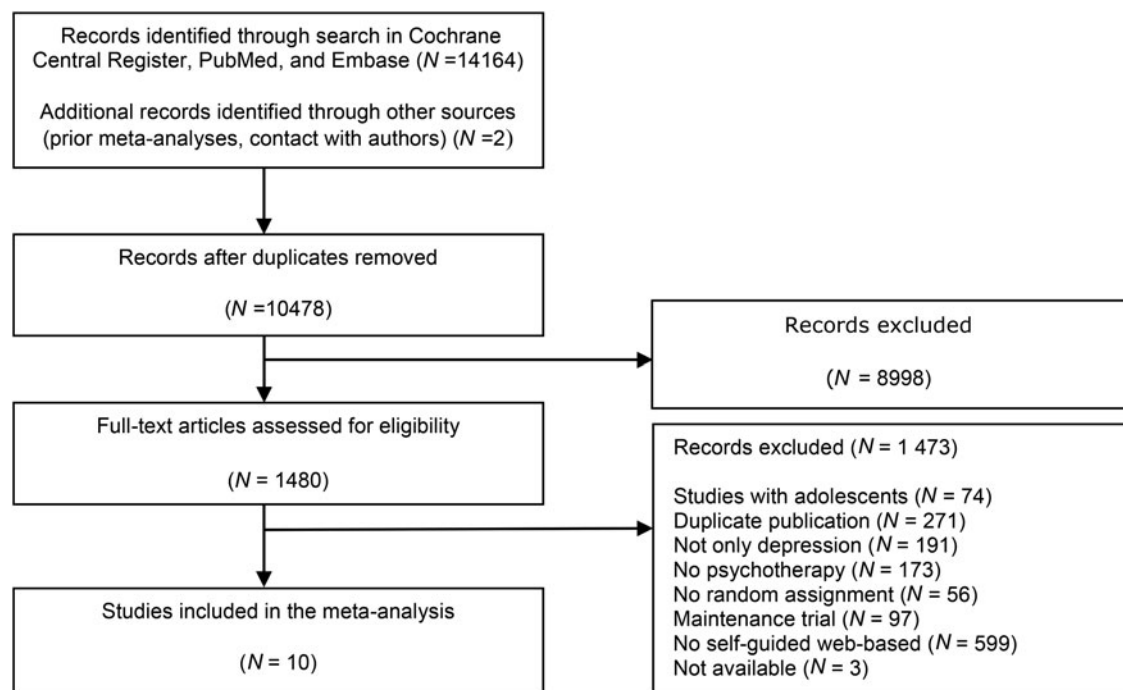 Records identified through search in Cochrane
Central Register, PubMed, and Embase (N =14164)
Additional records identified through other sources
(prior meta-analyses, contact with authors) (N =2)
Records after duplicates removed
(N =10478)
Records excluded
(N = 8998)
Full-text articles assessed for eligibility
(N = 1480)
Records excluded (N = 1 473)
Studies with adolescents (N = 74)
Duplicate publication (N = 271)
Not only depression (N = 191)
No psychotherapy (N = 173)
No random assignment (N = 56)
Maintenance trial (N = 97)
No self-guided web-based (N = 599)
Not available (N = 3)
Studies included in the meta-analysis
(N = 10)